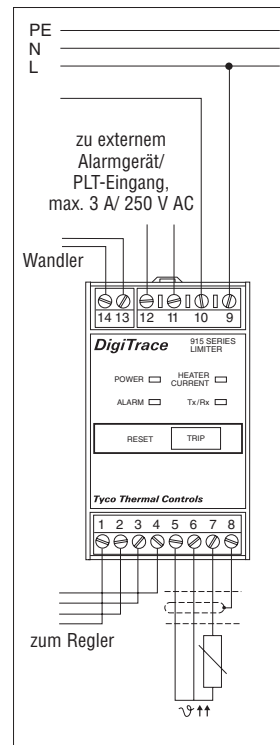 PE
N
L
zu externem
Alarmgerät/
PLT-Eingang,
max. 3 A/ 250 V AC
Wandler
14 13 12 11 10 9
DigiTrace
915 SERIES
LIMITER
POWER
HEATER
CURRENT
ALARM
Tx/Rx
RESET
TRIP
Tyco Thermal Controls
1 2 3 4 5 6 7 8
zum Regler
ϑ ↑↑